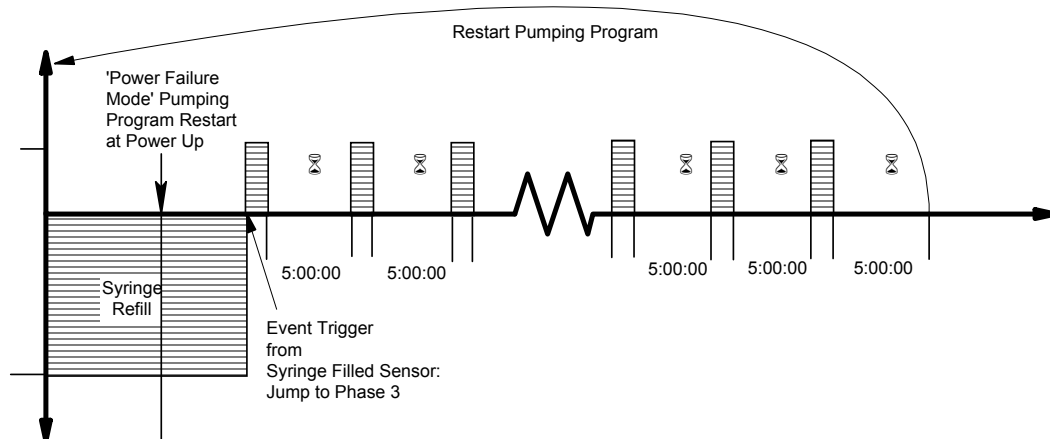 Restart Pumping Program
'Power Failure
Mode' Pumping
Program Restart
at Power Up
5:00:00
5:00:00
5:00:00
5:00:00
5:00:00
Syringe
Refill
Event Trigger
from
Syringe Filled Sensor:
Jump to Phase 3